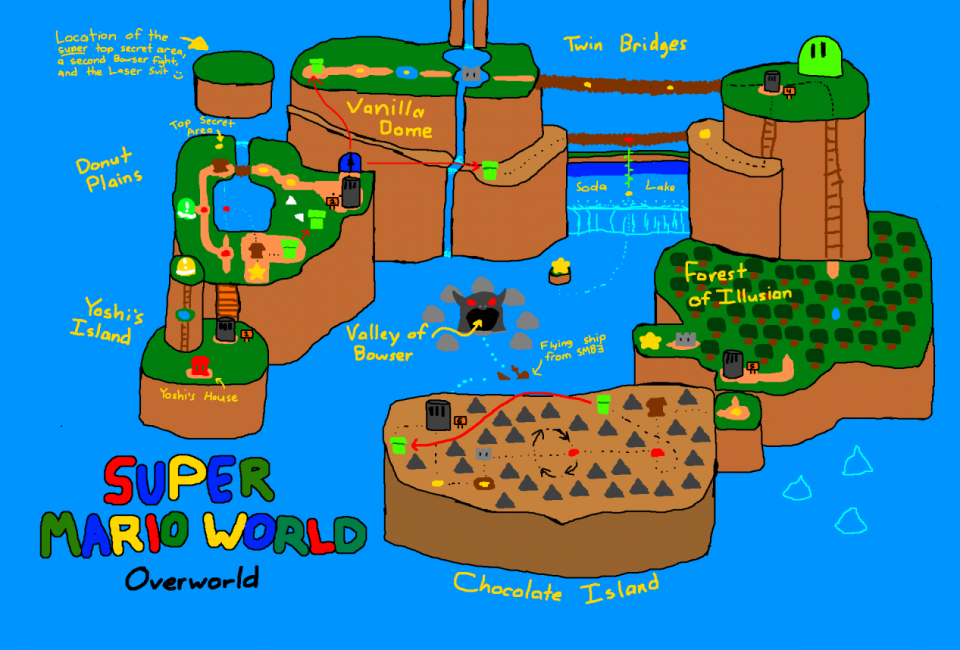 Location of the
super top secret area,
a second Bowser fight,
and the Laser Suit :)
Twin Bridges
Vanilla
Dome
Top Secret
Area
Donut
Plains
3
4
Soda Lake
Forest
of Illusion
Yoshi's
Island
Valley of
Bowser
Flying ship
from SMB3
Yoshi's House
SUPER
MARIO WORLD
Overworld
Chocolate Island